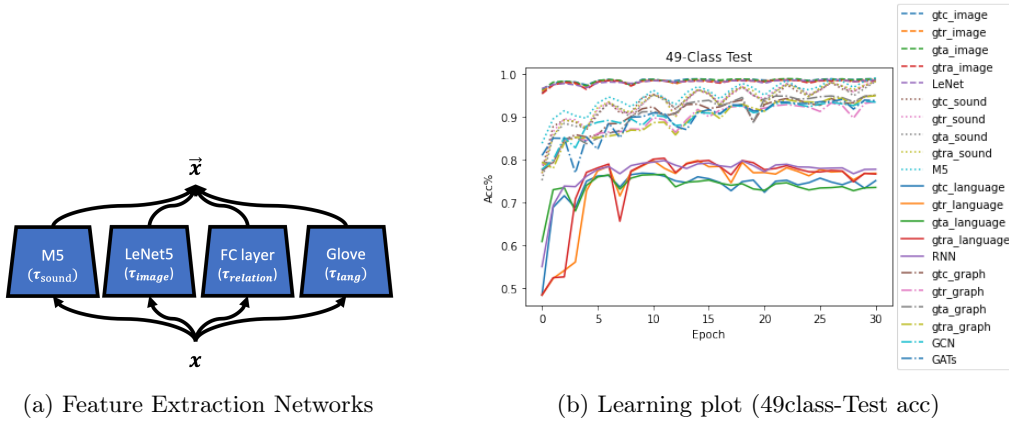 x⃗
M5
(τsound)
LeNet5
(τimage)
FC layer
(τrelation)
Glove
(τlang)
x
(a) Feature Extraction Networks
49-Class Test
Acc%
1.0
0.9
0.8
0.7
0.6
0.5
0
5
10
15
20
25
30
Epoch
gtc_image
gtr_image
gta_image
gtra_image
LeNet
gtc_sound
gtr_sound
gta_sound
gtra_sound
M5
gtc_language
gtr_language
gta_language
gtra_language
RNN
gtc_graph
gtr_graph
gta_graph
gtra_graph
GCN
GATs
(b) Learning plot (49class-Test acc)